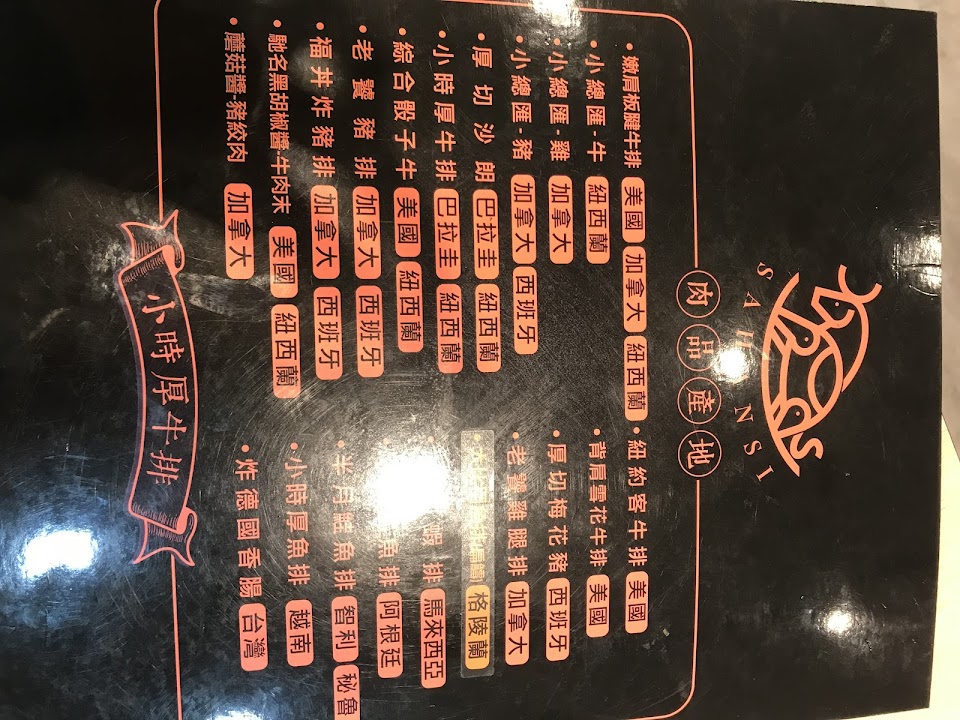 SAHUNSI
肉品產地
嫩肩板腱牛排 美國 加拿大 紐西蘭
小總匯-牛 紐西蘭
小總匯-雞 加拿大
小總匯-豬 加拿大 西班牙
厚切沙朗 巴拉圭 紐西蘭
小時厚牛排 巴拉圭 紐西蘭
綜合骰子牛 美國 紐西蘭
老饕豬排 加拿大 西班牙
福丼炸豬排 加拿大 西班牙
馳名黑胡椒醬-牛肉末 美國 紐西蘭
蘑菇醬-豬絞肉 加拿大
紐約客牛排 美國
背肩雪花牛排 美國
厚切梅花豬 西班牙
老饕雞腿排 加拿大
格陵蘭
蝦排 馬來西亞
魚排 阿根廷
半月 魚排 智利 秘魯
小時厚魚排 越南
炸德國香腸 台灣
小時厚牛排